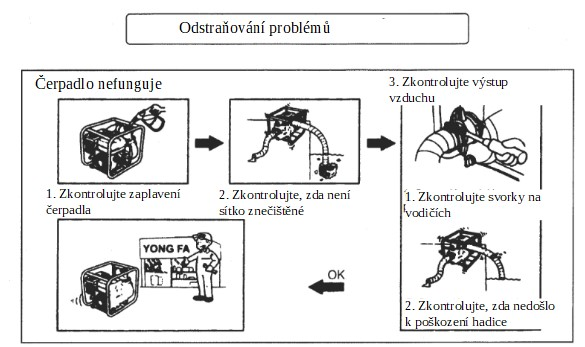 Odstraňování problémů
Čerpadlo nefunguje
1. Zkontrolujte zaplavení
čerpadla
2. Zkontrolujte, zda není
sítko znečištěné
3. Zkontrolujte výstup
vzduchu
1. Zkontrolujte svorky na
vodičích
2. Zkontrolujte, zda nedošlo
k poškození hadice
OK
YONG FA